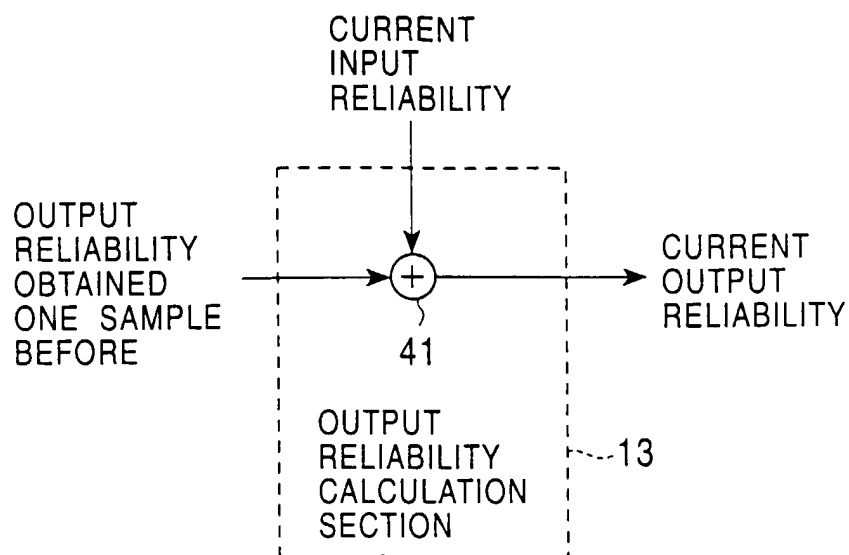 CURRENT
INPUT
RELIABILITY
OUTPUT
RELIABILITY
OBTAINED
ONE SAMPLE
BEFORE
+
CURRENT
OUTPUT
RELIABILITY
41
OUTPUT
RELIABILITY
CALCULATION
SECTION
13